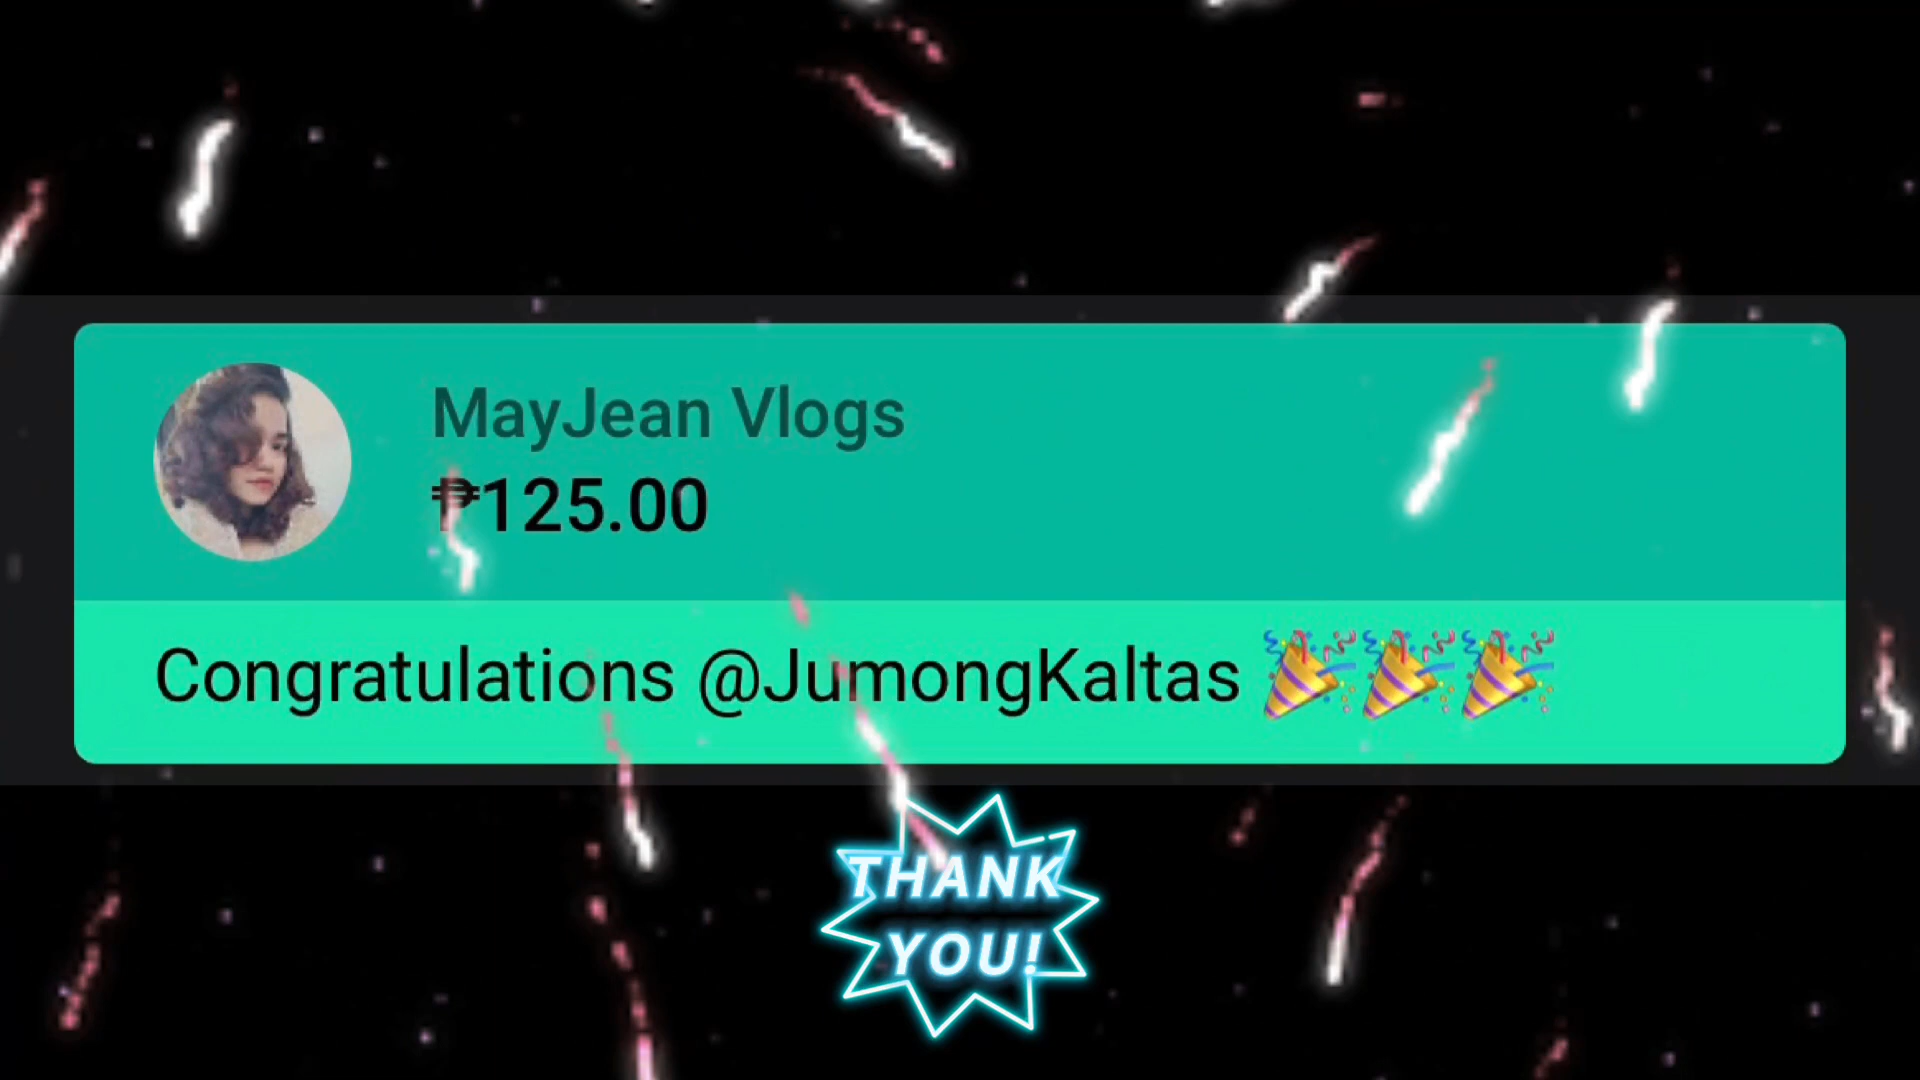 MayJean Vlogs
₱125.00
Congratulations @JumongKaltas 🎉🎉🎉
THANK
YOU!